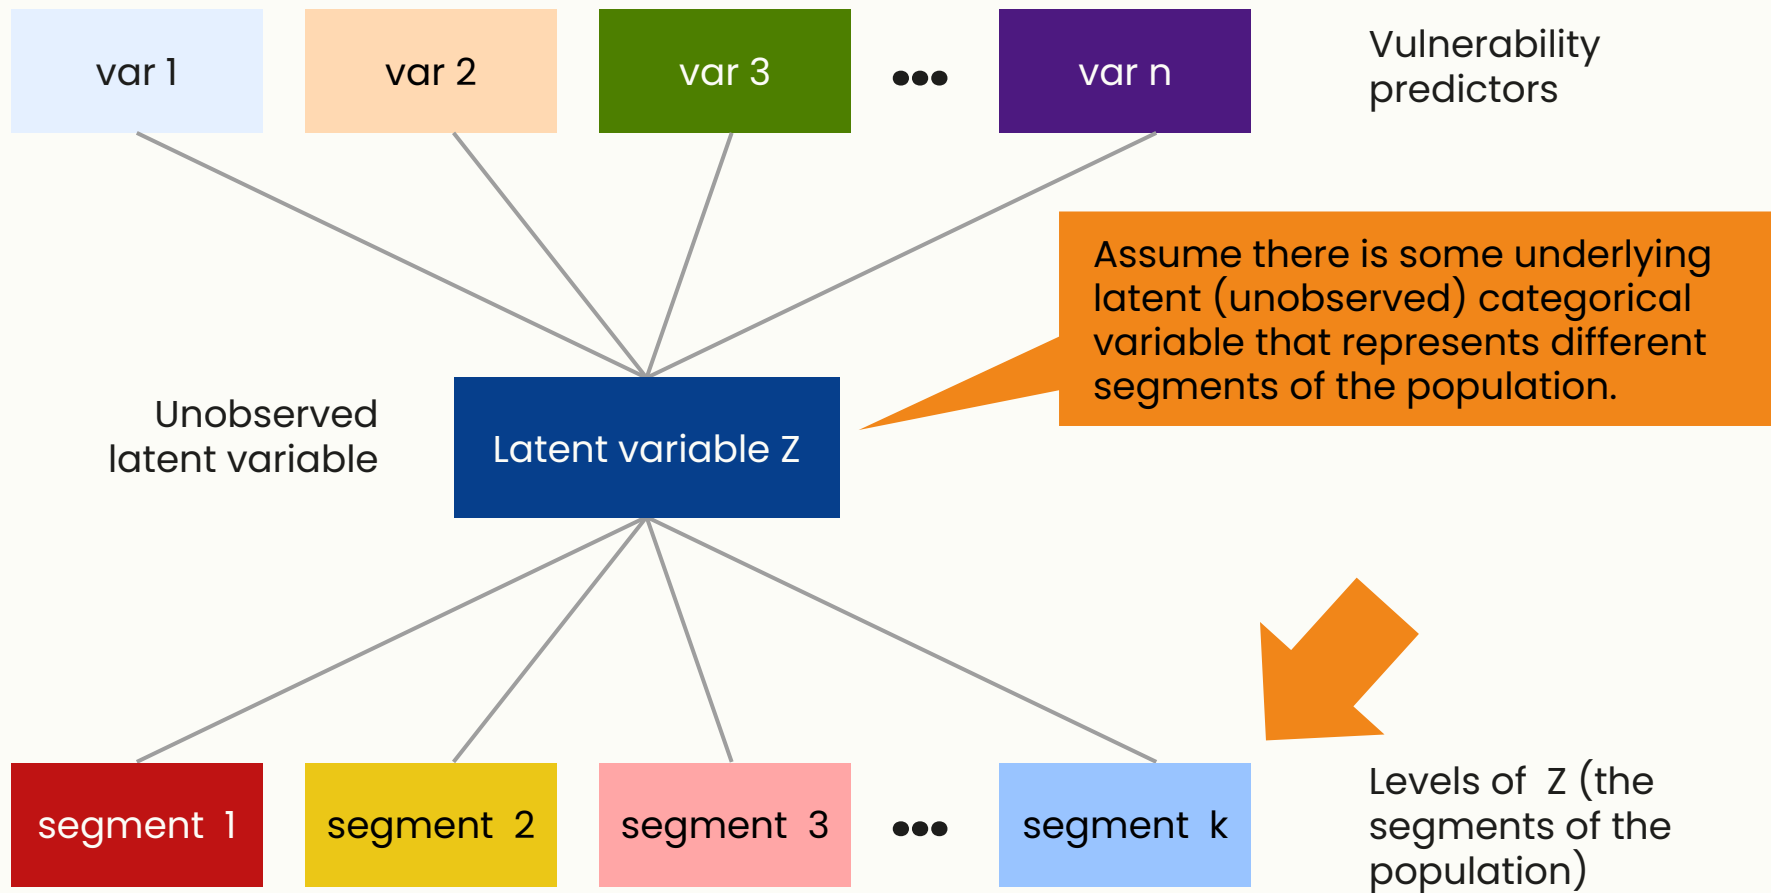 var 1
var 2
var 3
•••
var n
Vulnerability
predictors
Assume there is some underlying
latent (unobserved) categorical
variable that represents different
segments of the population.
Unobserved
latent variable
Latent variable Z
segment 1
segment 2
segment 3
•••
segment k
Levels of Z (the
segments of the
population)